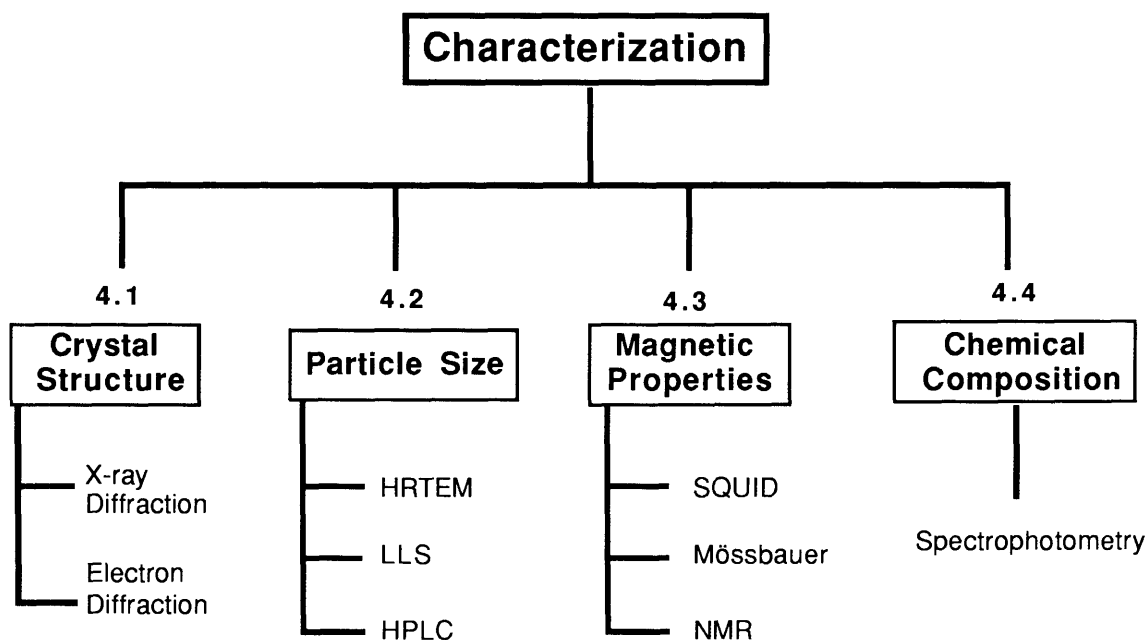 Characterization
4.1
Crystal
Structure
X-ray
Diffraction
Electron
Diffraction
4.2
Particle Size
HRTEM
LLS
HPLC
4.3
Magnetic
Properties
SQUID
Mössbauer
NMR
4.4
Chemical
Composition
Spectrophotometry